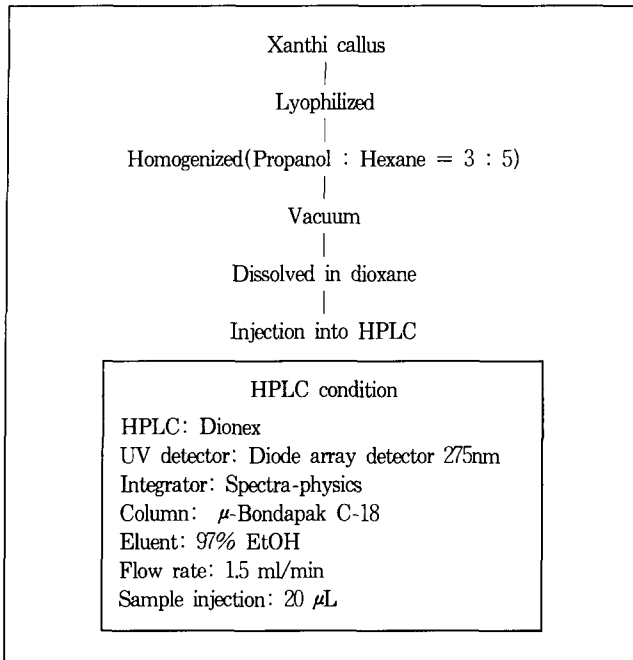 Xanthi callus
Lyophilized
Homogenized(Propanol : Hexane = 3 : 5)
Vacuum
Dissolved in dioxane
Injection into HPLC
HPLC condition
HPLC: Dionex
UV detector: Diode array detector 275nm
Integrator: Spectra-physics
Column: μ-Bondapak C-18
Eluent: 97% EtOH
Flow rate: 1.5 ml/min
Sample injection: 20 μL